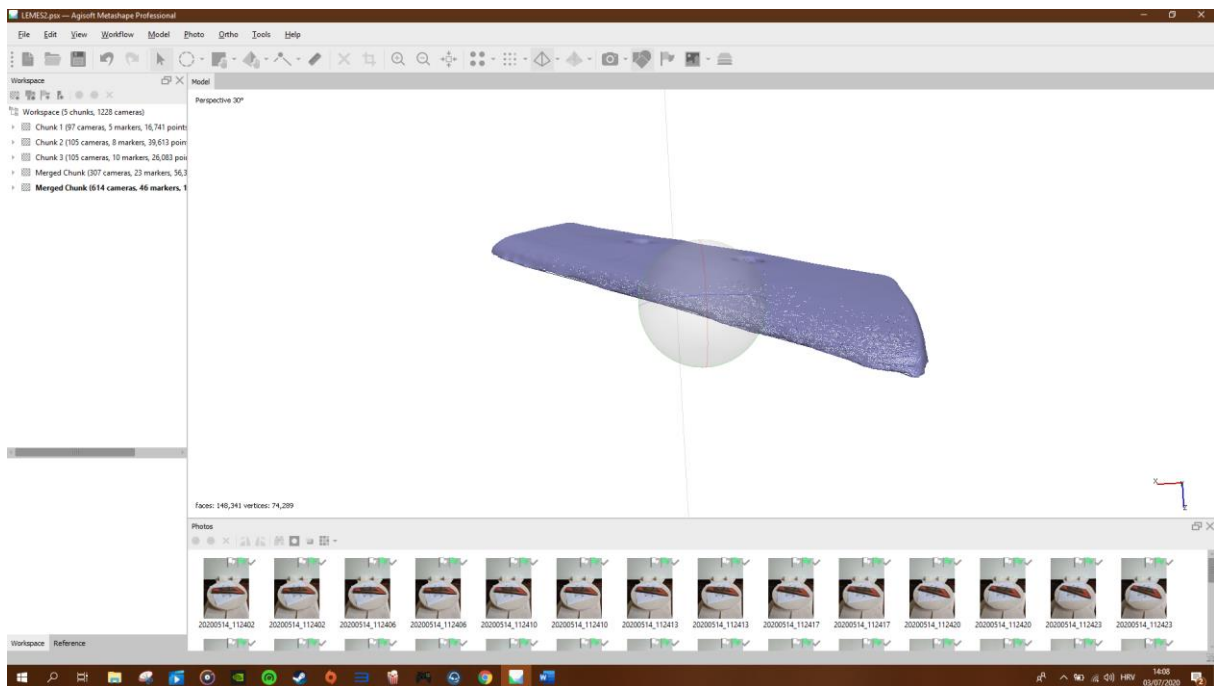 LEMES2.psx — Agisoft Metashape Professional
File Edit View Workflow Model Photo Ortho Tools Help
Workspace
Model
Perspective 30°
Workspace (5 chunks, 1228 cameras)
Chunk 1 (97 cameras, 5 markers, 16,741 points
Chunk 2 (105 cameras, 8 markers, 39,613 poin
Chunk 3 (105 cameras, 10 markers, 26,083 poi
Merged Chunk (307 cameras, 23 markers, 56,3
Merged Chunk (614 cameras, 46 markers, 1
X
Z
faces: 148,341 vertices: 74,289
Photos
20200514_112402 20200514_112402 20200514_112406 20200514_112406 20200514_112410 20200514_112410 20200514_112413 20200514_112413 20200514_112417 20200514_112417 20200514_112420 20200514_112420 20200514_112423 20200514_112423
Workspace Reference
HRV
14:08
03/07/2020